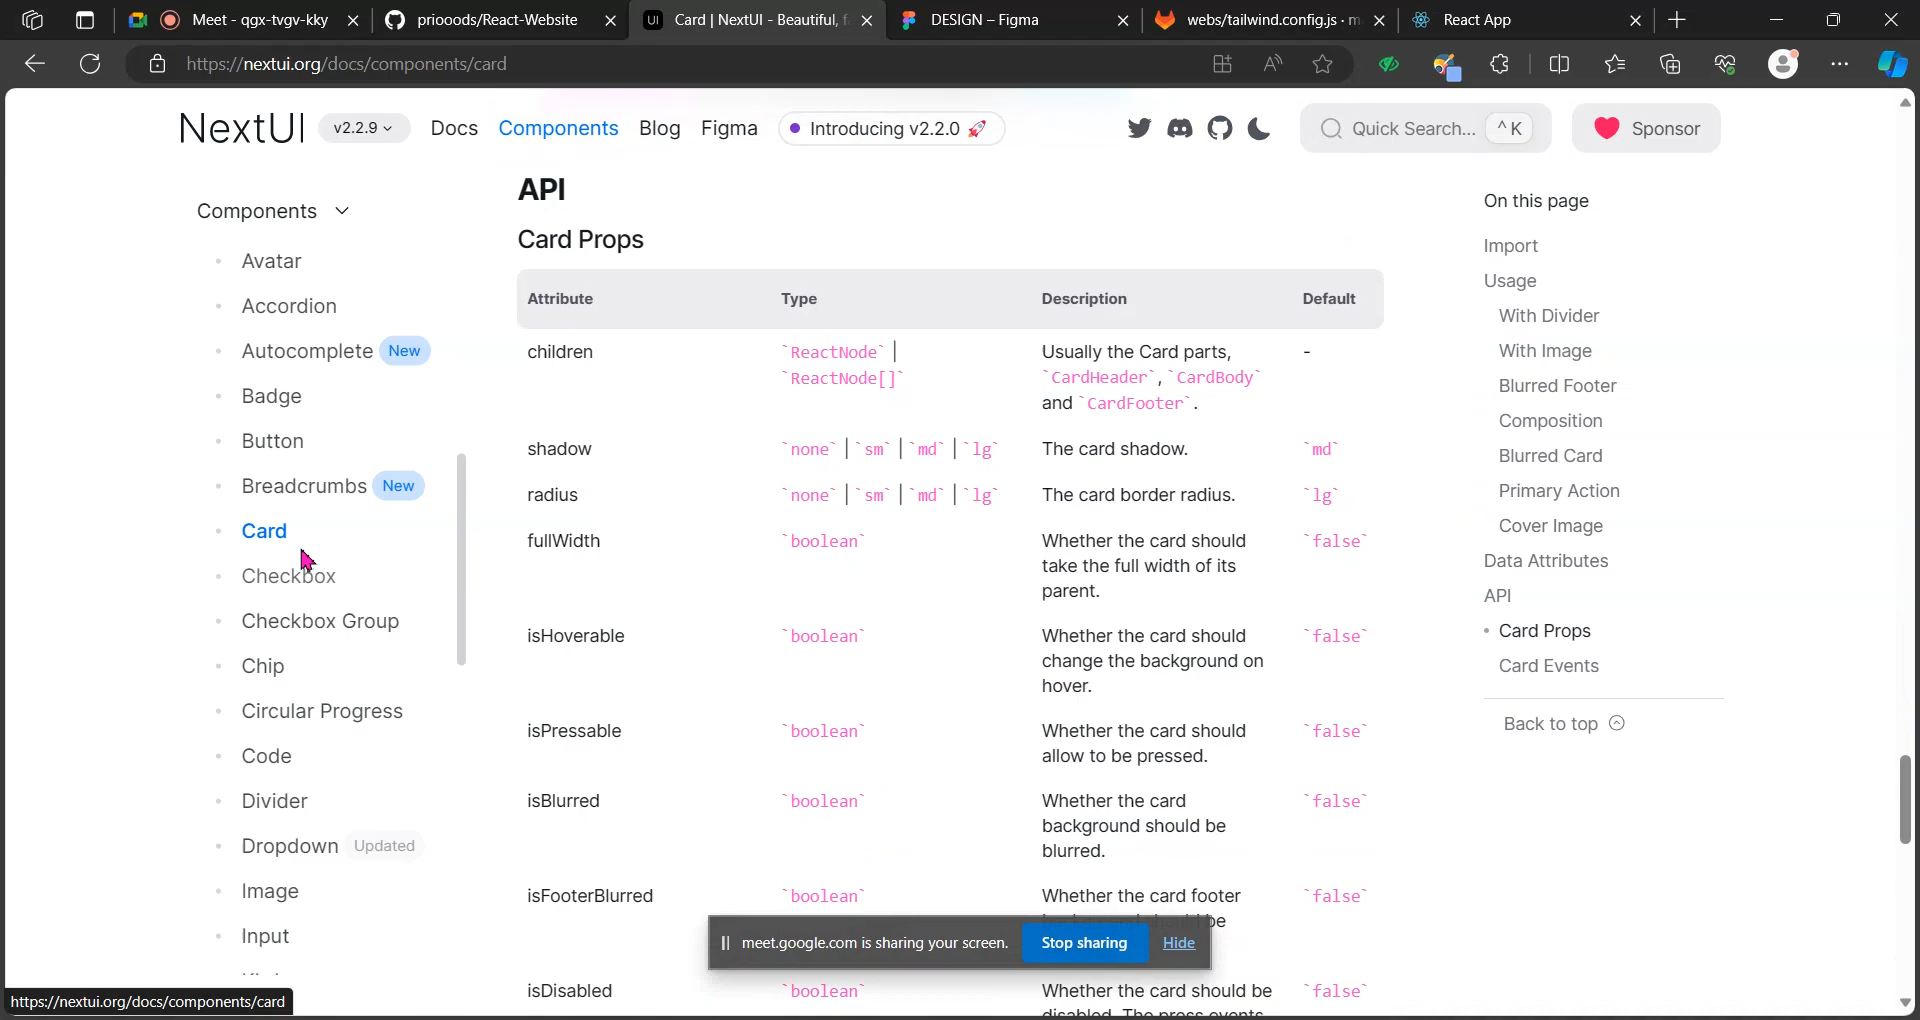 Meet - qgx-tvgv-kky
priooods/React-Website
Card | NextUI - Beautiful, f
DESIGN – Figma
webs/tailwind.config.js · m
React App
https://nextui.org/docs/components/card
NextUI
v2.2.9
Docs
Components
Blog
Figma
Introducing v2.2.0 🚀
Quick Search...
^ K
Sponsor
Components
Avatar
Accordion
Autocomplete New
Badge
Button
Breadcrumbs New
Card
Checkbox
Checkbox Group
Chip
Circular Progress
Code
Divider
Dropdown Updated
Image
Input
API
Card Props
Attribute Type Description Default
children `ReactNode` | Usually the Card parts, -
`ReactNode[]` `CardHeader`, `CardBody`
and `CardFooter`.
shadow `none` | `sm` | `md` | `lg` The card shadow. `md`
radius `none` | `sm` | `md` | `lg` The card border radius. `lg`
fullWidth `boolean` Whether the card should `false`
take the full width of its
parent.
isHoverable `boolean` Whether the card should `false`
change the background on
hover.
isPressable `boolean` Whether the card should `false`
allow to be pressed.
isBlurred `boolean` Whether the card `false`
background should be
blurred.
isFooterBlurred `boolean` Whether the card footer `false`
be
isDisabled `boolean` Whether the card should be `false`
disabled. The press events
On this page
Import
Usage
With Divider
With Image
Blurred Footer
Composition
Blurred Card
Primary Action
Cover Image
Data Attributes
API
Card Props
Card Events
Back to top
meet.google.com is sharing your screen.
Stop sharing
Hide
https://nextui.org/docs/components/card